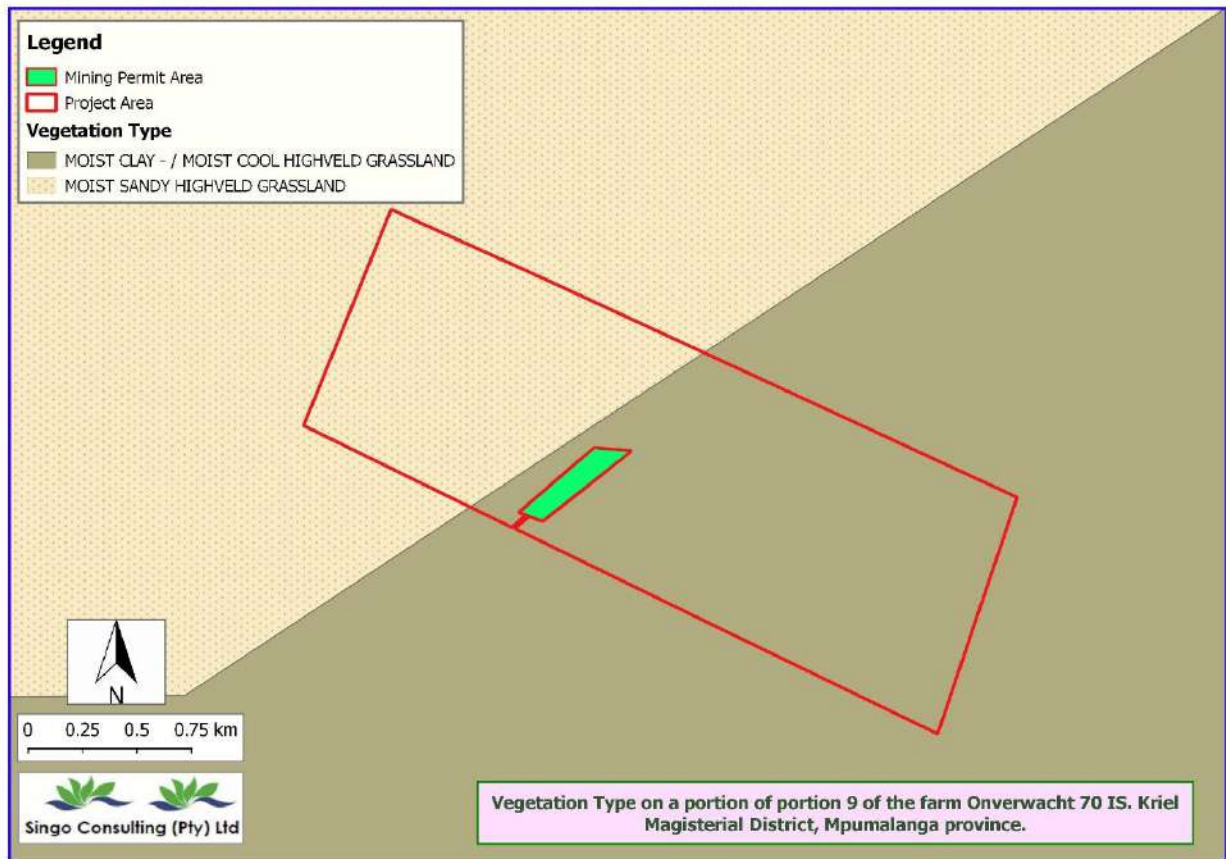 Legend
Mining Permit Area
Project Area
Vegetation Type
MOIST CLAY - / MOIST COOL HIGHVELD GRASSLAND
MOIST SANDY HIGHVELD GRASSLAND
N
0 0.25 0.5 0.75 km
Singo Consulting (Pty) Ltd
Vegetation Type on a portion of portion 9 of the farm Onverwacht 70 IS. Kriel
Magisterial District, Mpumalanga province.